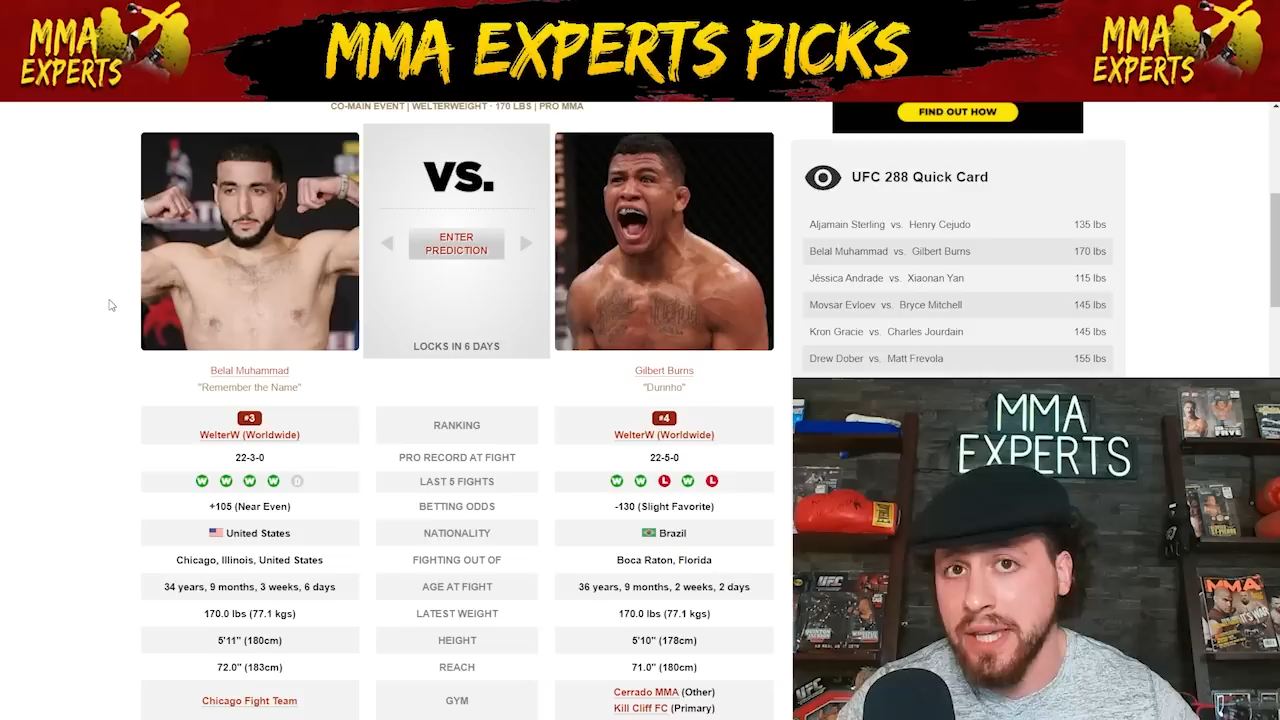 MMA
EXPERTS
MMA EXPERTS PICKS
MMA
EXPERTS
CO-MAIN EVENT | WELTERWEIGHT · 170 LBS | PRO MMA
FIND OUT HOW
VS.
ENTER
PREDICTION
LOCKS IN 6 DAYS
Belal Muhammad
"Remember the Name"
Gilbert Burns
"Durinho"
#3
WelterW (Worldwide)
RANKING
#4
WelterW (Worldwide)
22-3-0
PRO RECORD AT FIGHT
22-5-0
W W W W D
LAST 5 FIGHTS
W W L W L
+105 (Near Even)
BETTING ODDS
-130 (Slight Favorite)
United States
NATIONALITY
Brazil
Chicago, Illinois, United States
FIGHTING OUT OF
Boca Raton, Florida
34 years, 9 months, 3 weeks, 6 days
AGE AT FIGHT
36 years, 9 months, 2 weeks, 2 days
170.0 lbs (77.1 kgs)
LATEST WEIGHT
170.0 lbs (77.1 kgs)
5'11" (180cm)
HEIGHT
5'10" (178cm)
72.0" (183cm)
REACH
71.0" (180cm)
Chicago Fight Team
GYM
Cerrado MMA (Other)
Kill Cliff FC (Primary)
UFC 288 Quick Card
Aljamain Sterling vs. Henry Cejudo 135 lbs
Belal Muhammad vs. Gilbert Burns 170 lbs
Jéssica Andrade vs. Xiaonan Yan 115 lbs
Movsar Evloev vs. Bryce Mitchell 145 lbs
Kron Gracie vs. Charles Jourdain 145 lbs
Drew Dober vs. Matt Frevola 155 lbs
MMA
EXPERTS
FRYE
UFC
MMA
UFC